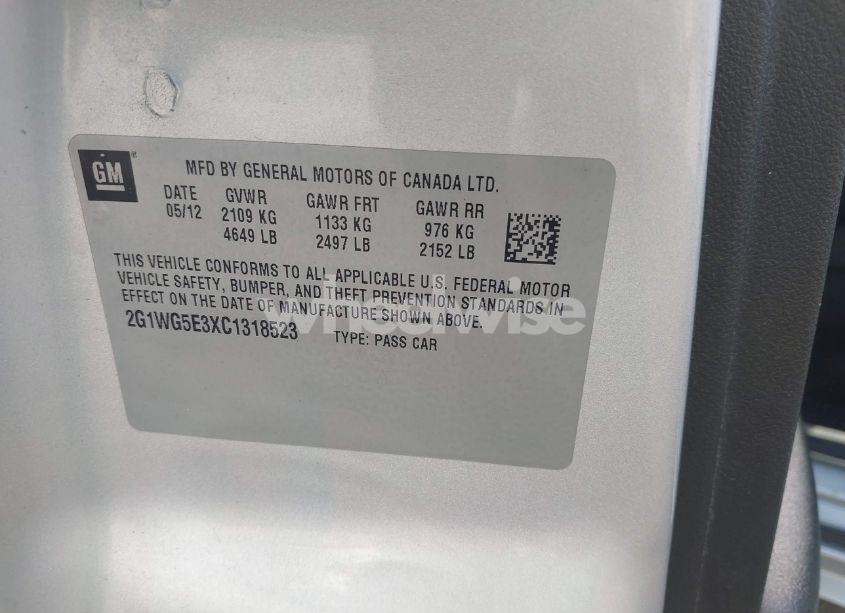 GM®
MFD BY GENERAL MOTORS OF CANADA LTD.
DATE GVWR GAWR FRT GAWR RR
05/12 2109 KG 1133 KG 976 KG
4649 LB 2497 LB 2152 LB
THIS VEHICLE CONFORMS TO ALL APPLICABLE U.S. FEDERAL MOTOR
VEHICLE SAFETY, BUMPER, AND THEFT PREVENTION STANDARDS IN
EFFECT ON THE DATE OF MANUFACTURE SHOWN ABOVE.
2G1WG5E3XC1318523 TYPE: PASS CAR
wheelwise